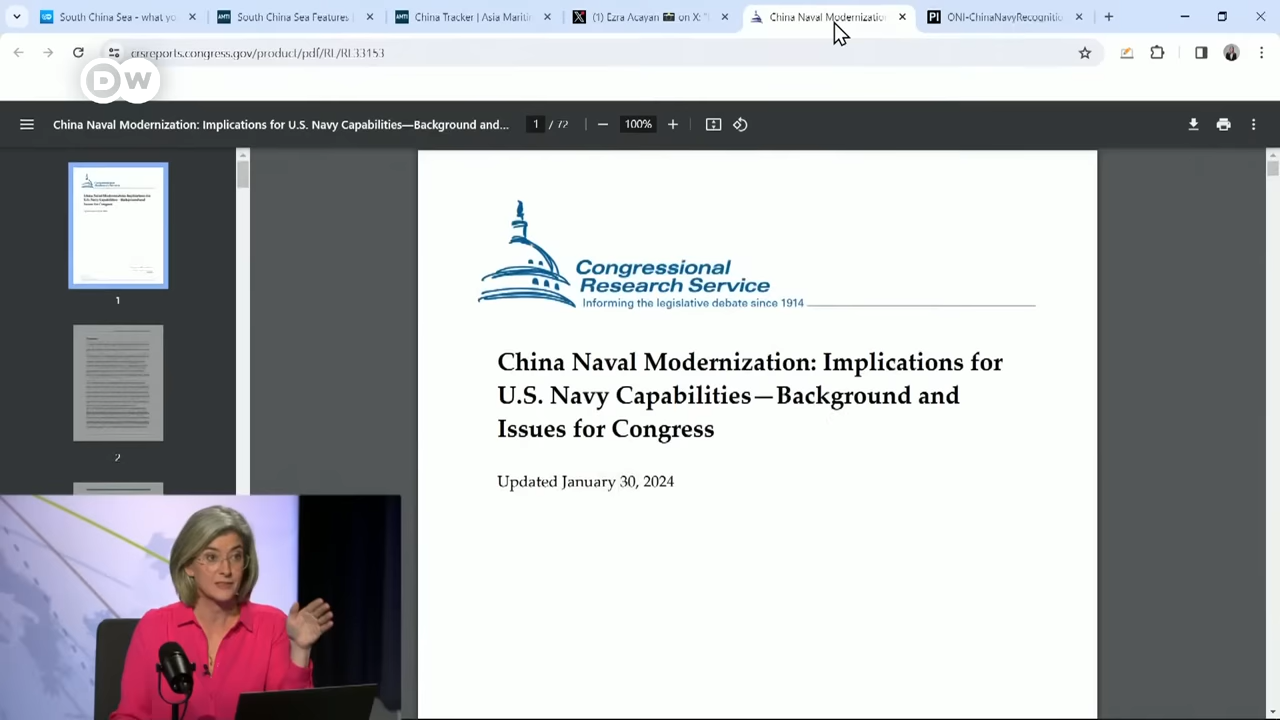 South China Sea - what yo
South China Sea Features
China Tracker | Asia Mariti
(1) Ezra Acayan on X: "
China Naval Modernization
ONI-ChinaNavyRecognitio
crsreports.congress.gov/product/pdf/RL/RL33153
DW
China Naval Modernization: Implications for U.S. Navy Capabilities—Background and...
1 / 72
100%
Congressional
Research Service
Informing the legislative debate since 1914
China Naval Modernization: Implications for
U.S. Navy Capabilities—Background and
Issues for Congress
Updated January 30, 2024
1
2